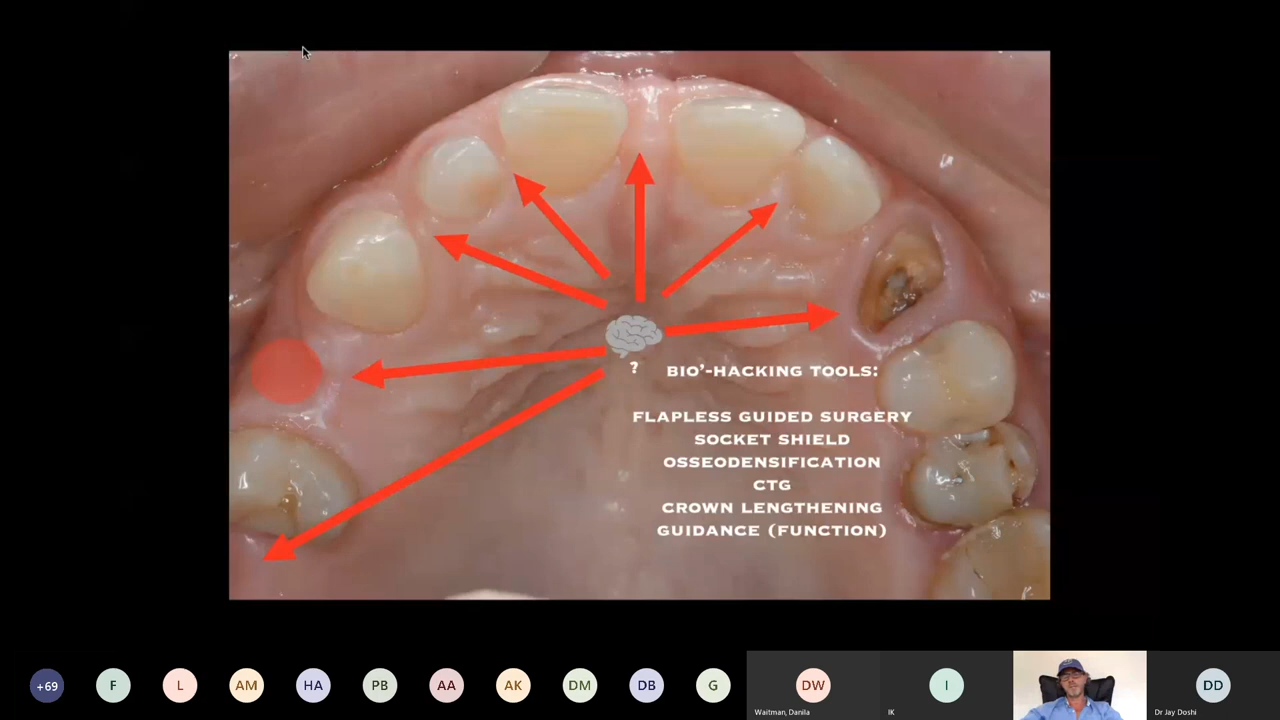 ?
BIO'-HACKING TOOLS:
FLAPLESS GUIDED SURGERY
SOCKET SHIELD
OSSEODENSIFICATION
CTG
CROWN LENGTHENING
GUIDANCE (FUNCTION)
+69
F
L
AM
HA
PB
AA
AK
DM
DB
G
DW
I
DD
Waitman, Danila
IK
Dr Jay Doshi